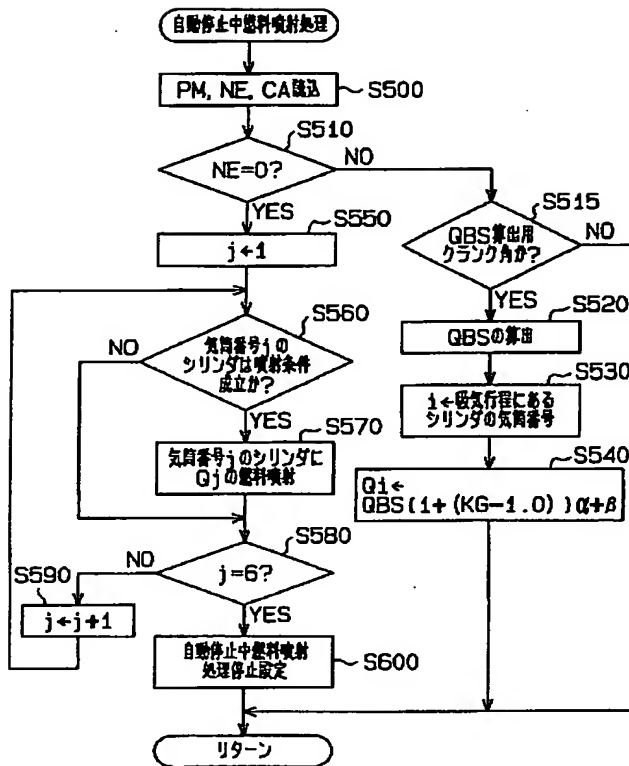 自動停止中燃料噴射処理
PM, NE, CA読込
S500
S510
NE=0?
NO
YES
S550
j←1
S515
QBS算出用
クランク角か?
NO
YES
S560
気筒番号jの
シリンダは噴射条件
成立か?
NO
YES
S520
QBSの算出
S530
i←吸気行程にある
シリンダの気筒番号
S570
気筒番号jのシリンダに
Qjの燃料噴射
S540
Qi←
QBS{1+(KG-1.0)}α+β
S580
j=6?
NO
YES
S590
j←j+1
自動停止中燃料噴射
処理停止設定
S600
リターン